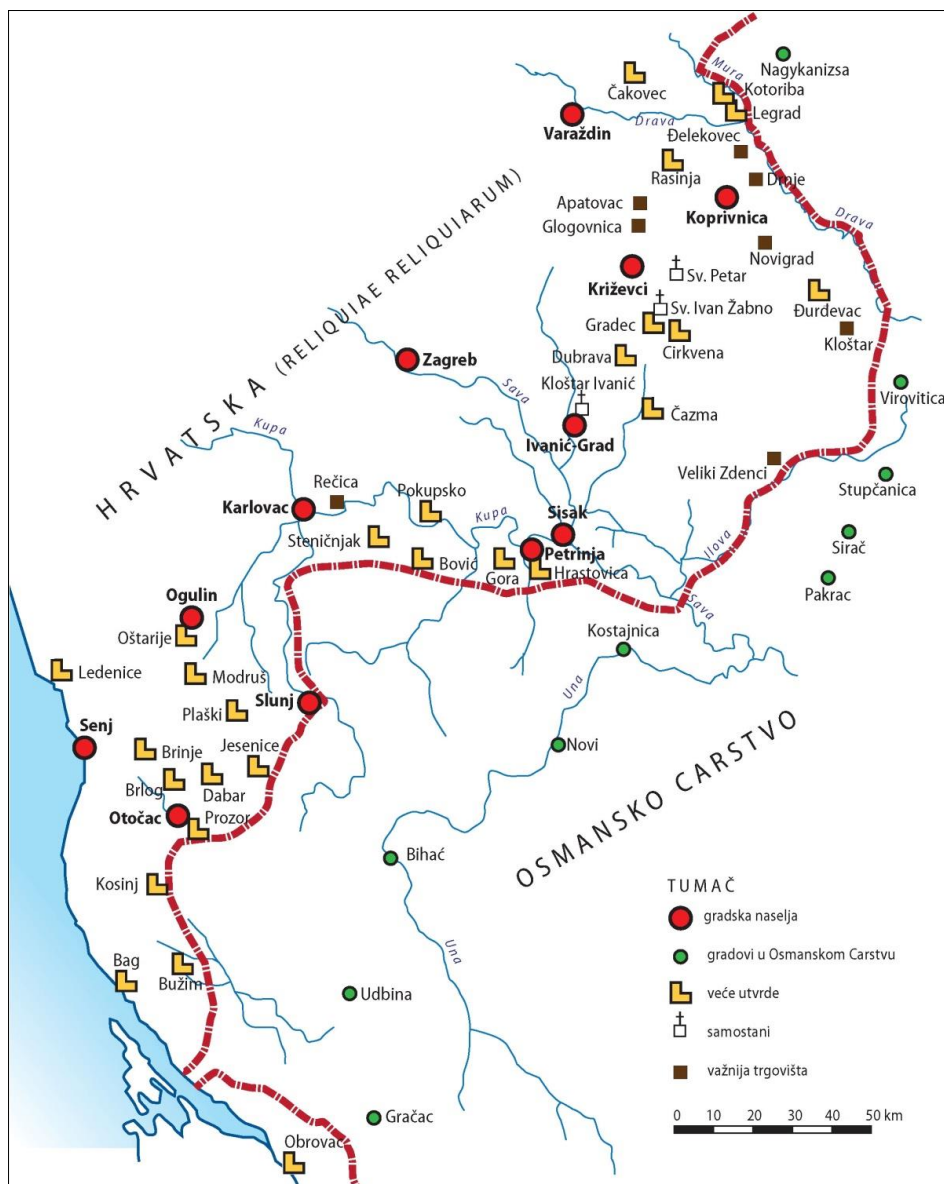 Nagykanizsa
Mura
Kotoriba
Čakovec
Legrad
Varaždin
Drava
Đelekovec
Rasinja
Drnje
Apatovac
Koprivnica
Glogovnica
Drava
Novigrad
Križevci
Sv. Petar
Đurđevac
Sv. Ivan Žabno
Gradec
Cirkvena
Kloštar
Dubrava
Zagreb
Kloštar Ivanić
Sava
Virovitica
Čazma
Ivanić-Grad
HRVATSKA (RELIQUIAE RELIQUIARUM)
Kupa
Veliki Zdenci
Stupčanica
Rečica
Pokupsko
Karlovac
Kupa
Sisak
Steničnjak
Petrinja
Sirač
Ilova
Bović
Gora
Hrastovica
Pakrac
Ogulin
Sava
Oštarije
Kostajnica
Ledenice
Modruš
Una
Slunj
Plaški
Senj
Brinje
Jesenice
Novi
OSMANSKO CARSTVO
Brlog
Dabar
Otočac
Prozor
Bihać
Kosinj
Una
Bag
Bužim
Udbina
Gračac
Obrovac
TUMAČ
gradska naselja
gradovi u Osmanskom Carstvu
veće utvrde
samostani
važnija trgovišta
0 10 20 30 40 50 km